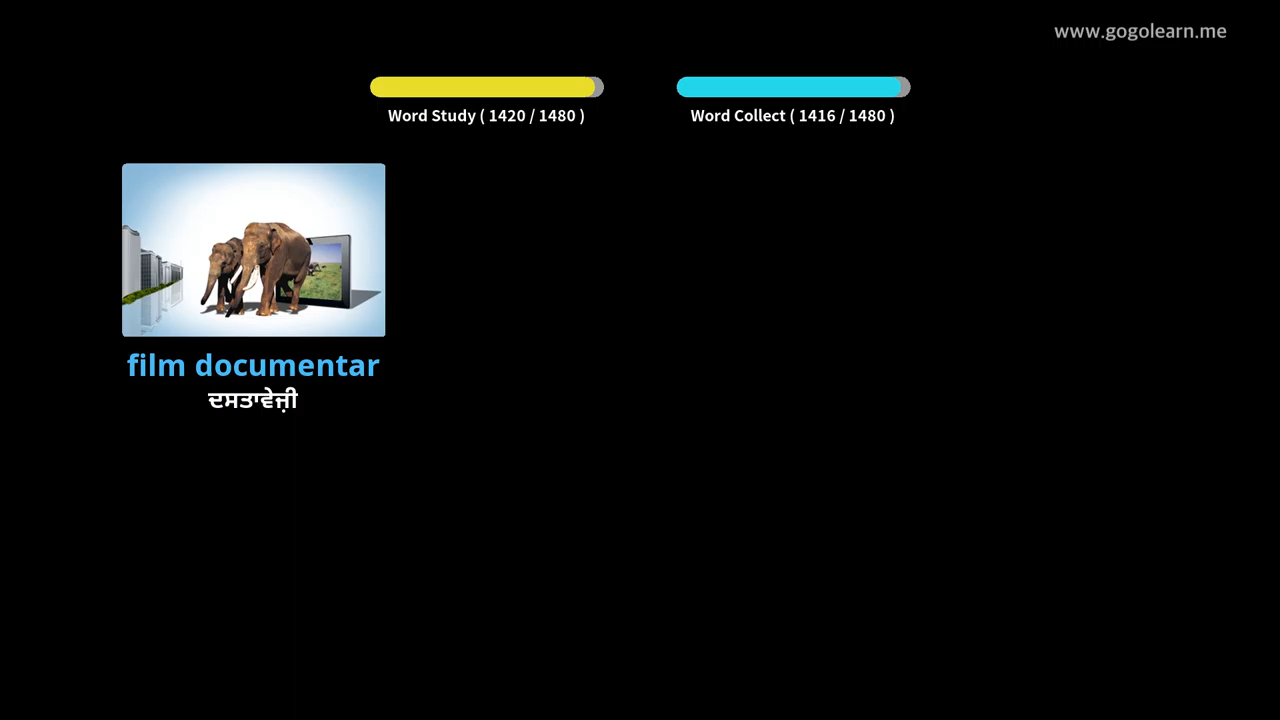 www.gogolearn.me
Word Study ( 1420 / 1480 )
Word Collect ( 1416 / 1480 )
film documentar
ਦਸਤਾਵੇਜ਼ੀ